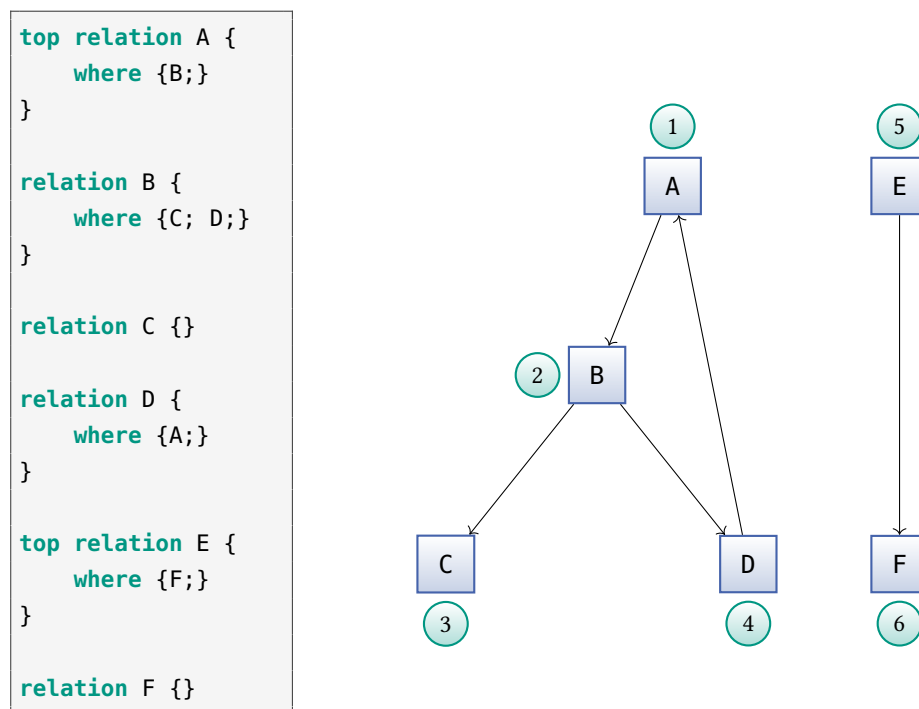 top relation A {
    where {B;}
}

relation B {
    where {C; D;}
}

relation C {}

relation D {
    where {A;}
}

top relation E {
    where {F;}
}

relation F {}
1 5
A E
2 B
C D F
3 4 6